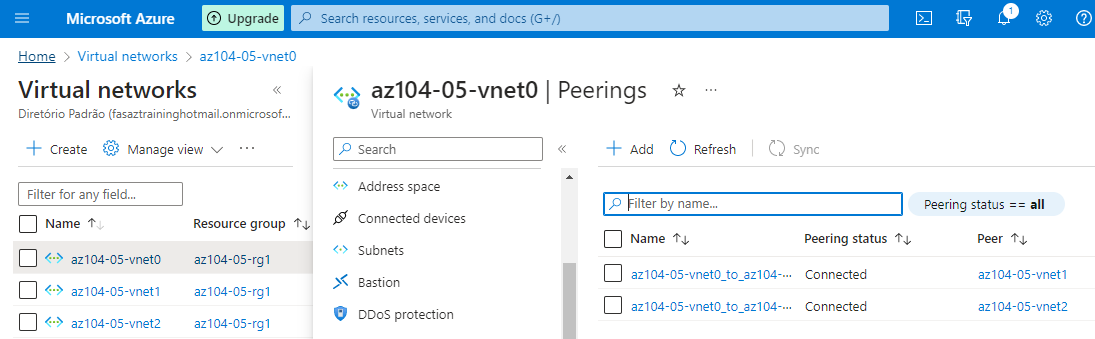 Microsoft Azure
Upgrade
Search resources, services, and docs (G+/)
1
Home > Virtual networks > az104-05-vnet0
Virtual networks
Diretório Padrão (fasaztraininghotmail.onmicrosof...
+ Create
Manage view
...
Filter for any field...
Name
Resource group
az104-05-vnet0 az104-05-rg1
az104-05-vnet1 az104-05-rg1
az104-05-vnet2 az104-05-rg1
az104-05-vnet0 | Peerings
...
Virtual network
Search
Address space
Connected devices
Subnets
Bastion
DDoS protection
+ Add
Refresh
Sync
Filter by name...
Peering status == all
Name
Peering status
Peer
az104-05-vnet0_to_az104-... Connected az104-05-vnet1
az104-05-vnet0_to_az104-... Connected az104-05-vnet2